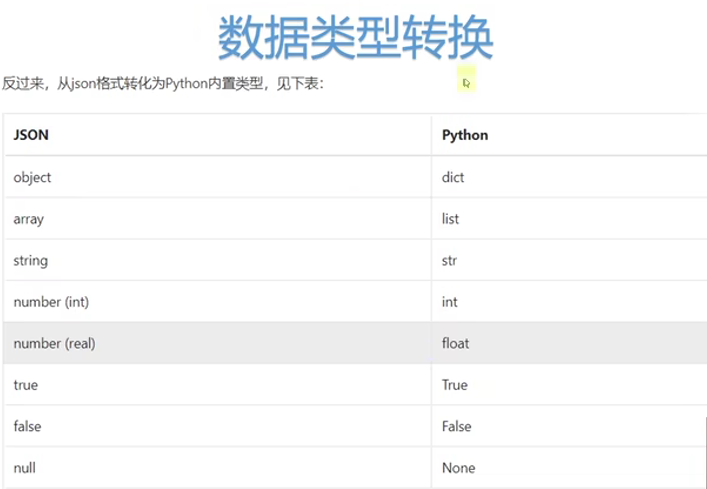 数据类型转换
反过来，从json格式转化为Python内置类型，见下表：
JSON Python
object dict
array list
string str
number (int) int
number (real) float
true True
false False
null None